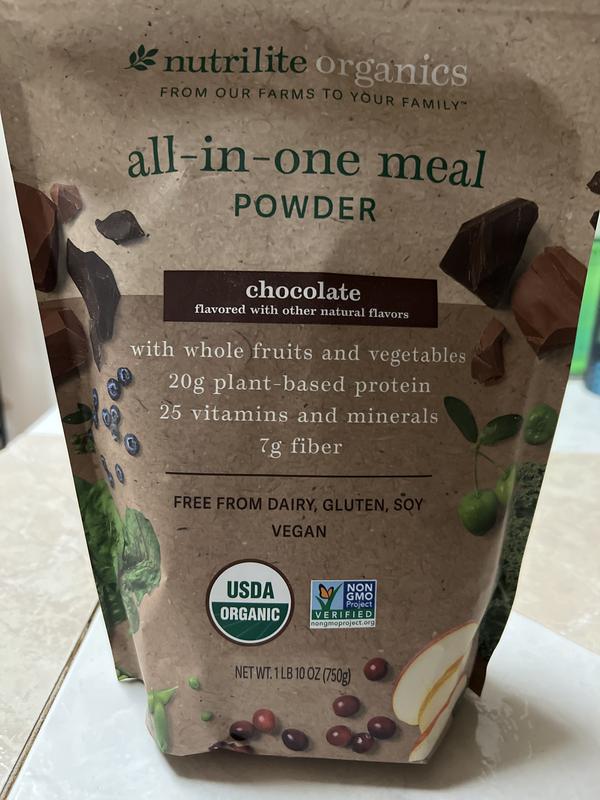 nutrilite organics
FROM OUR FARMS TO YOUR FAMILY™
all-in-one meal
POWDER
chocolate
flavored with other natural flavors
with whole fruits and vegetables
20g plant-based protein
25 vitamins and minerals
7g fiber
FREE FROM DAIRY, GLUTEN, SOY
VEGAN
USDA
ORGANIC
NON
GMO
Project
VERIFIED
nongmoproject.org
NET WT. 1 LB 10 OZ (750g)